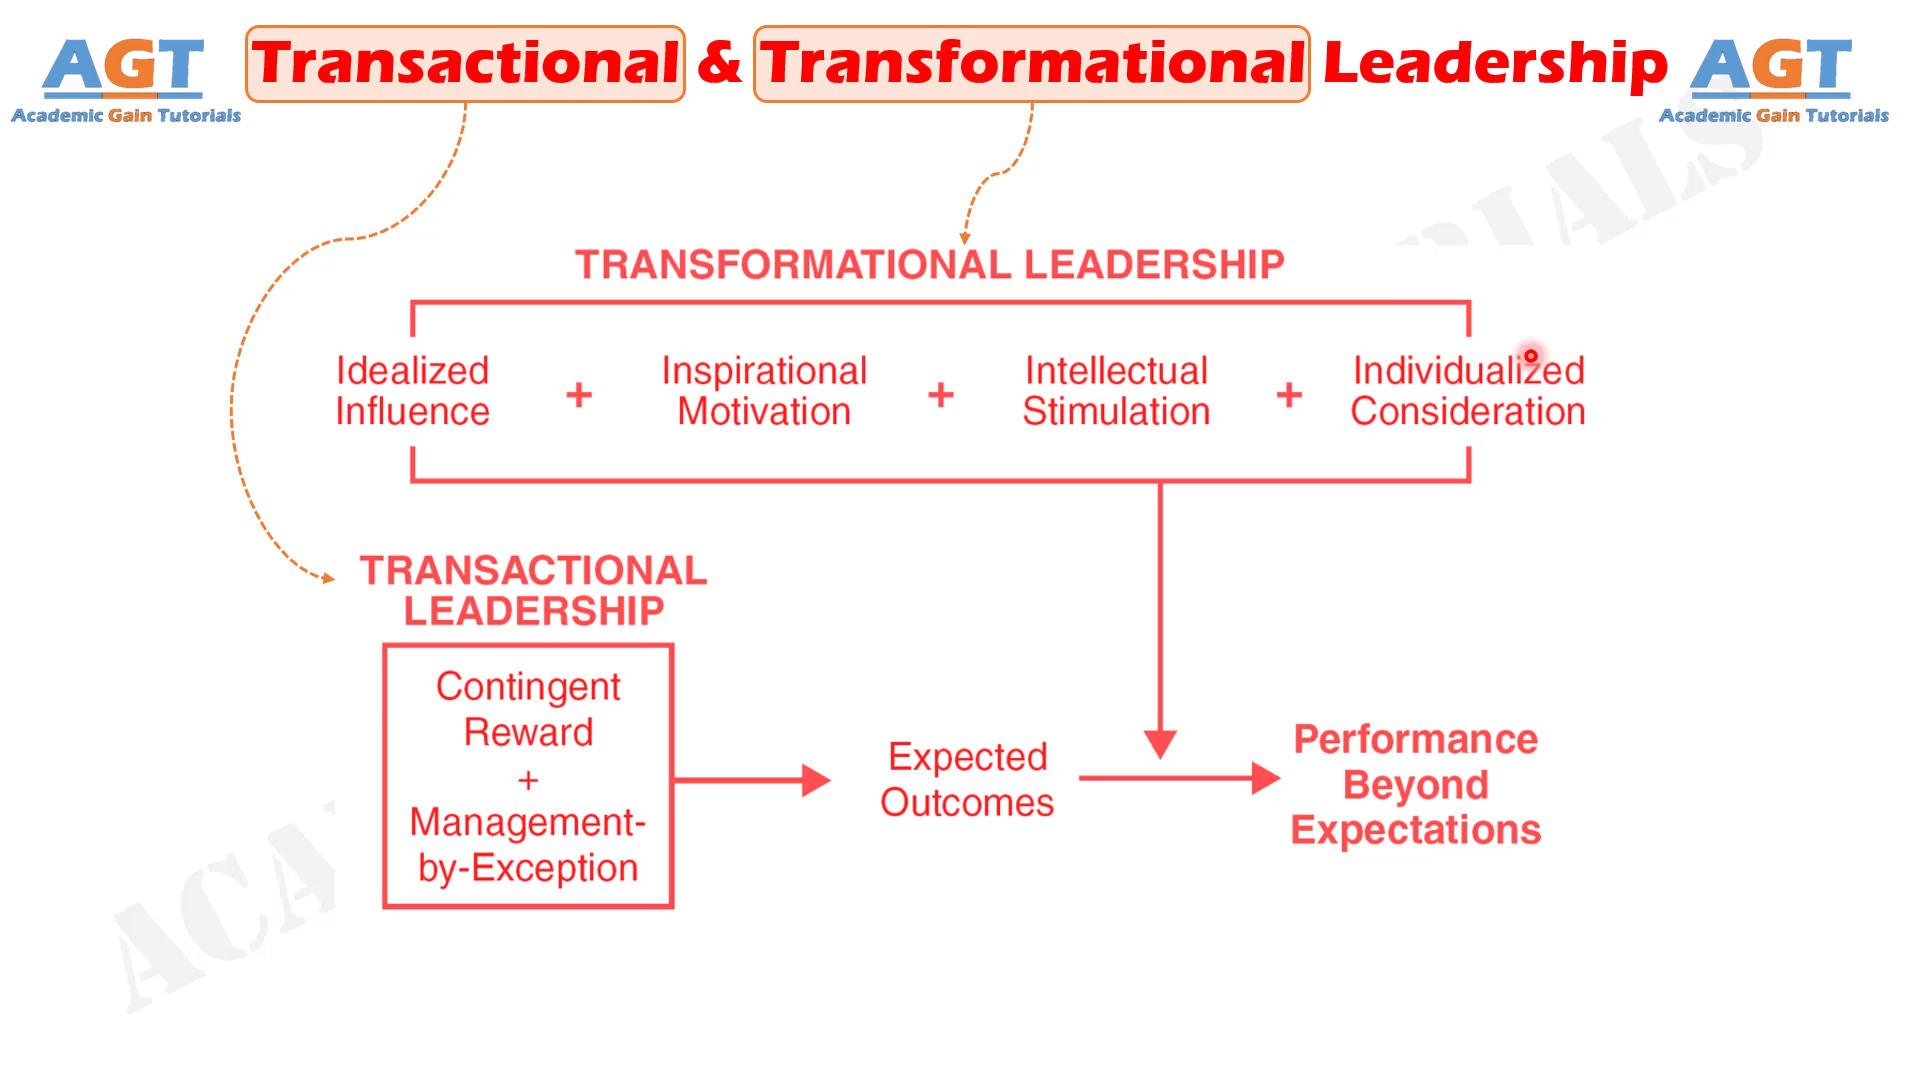 AGT
Academic Gain Tutorials
Transactional & Transformational Leadership
AGT
Academic Gain Tutorials
TRANSFORMATIONAL LEADERSHIP
Idealized
Influence
+
Inspirational
Motivation
+
Intellectual
Stimulation
+
Individualized
Consideration
TRANSACTIONAL
LEADERSHIP
Contingent
Reward
+
Management-
by-Exception
Expected
Outcomes
Performance
Beyond
Expectations